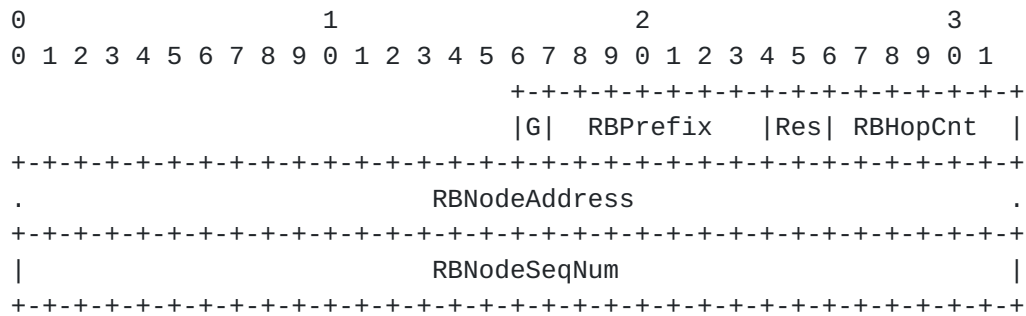 0                   1                   2                   3
0 1 2 3 4 5 6 7 8 9 0 1 2 3 4 5 6 7 8 9 0 1 2 3 4 5 6 7 8 9 0 1
                                +-+-+-+-+-+-+-+-+-+-+-+-+-+-+-+-+
                                |G|  RBPrefix   |Res| RBHopCnt  |
+-+-+-+-+-+-+-+-+-+-+-+-+-+-+-+-+-+-+-+-+-+-+-+-+-+-+-+-+-+-+-+-+
.                          RBNodeAddress                        .
+-+-+-+-+-+-+-+-+-+-+-+-+-+-+-+-+-+-+-+-+-+-+-+-+-+-+-+-+-+-+-+-+
|                          RBNodeSeqNum                         |
+-+-+-+-+-+-+-+-+-+-+-+-+-+-+-+-+-+-+-+-+-+-+-+-+-+-+-+-+-+-+-+-+